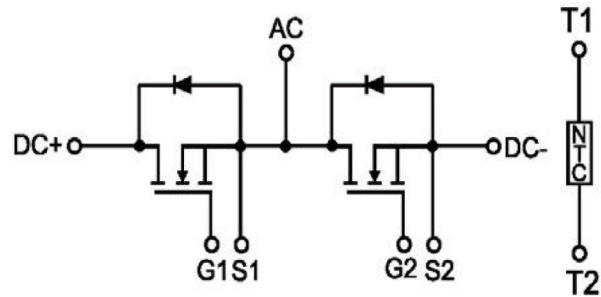 AC
T1
DC+
DC-
NTC
G1 S1
G2 S2
T2